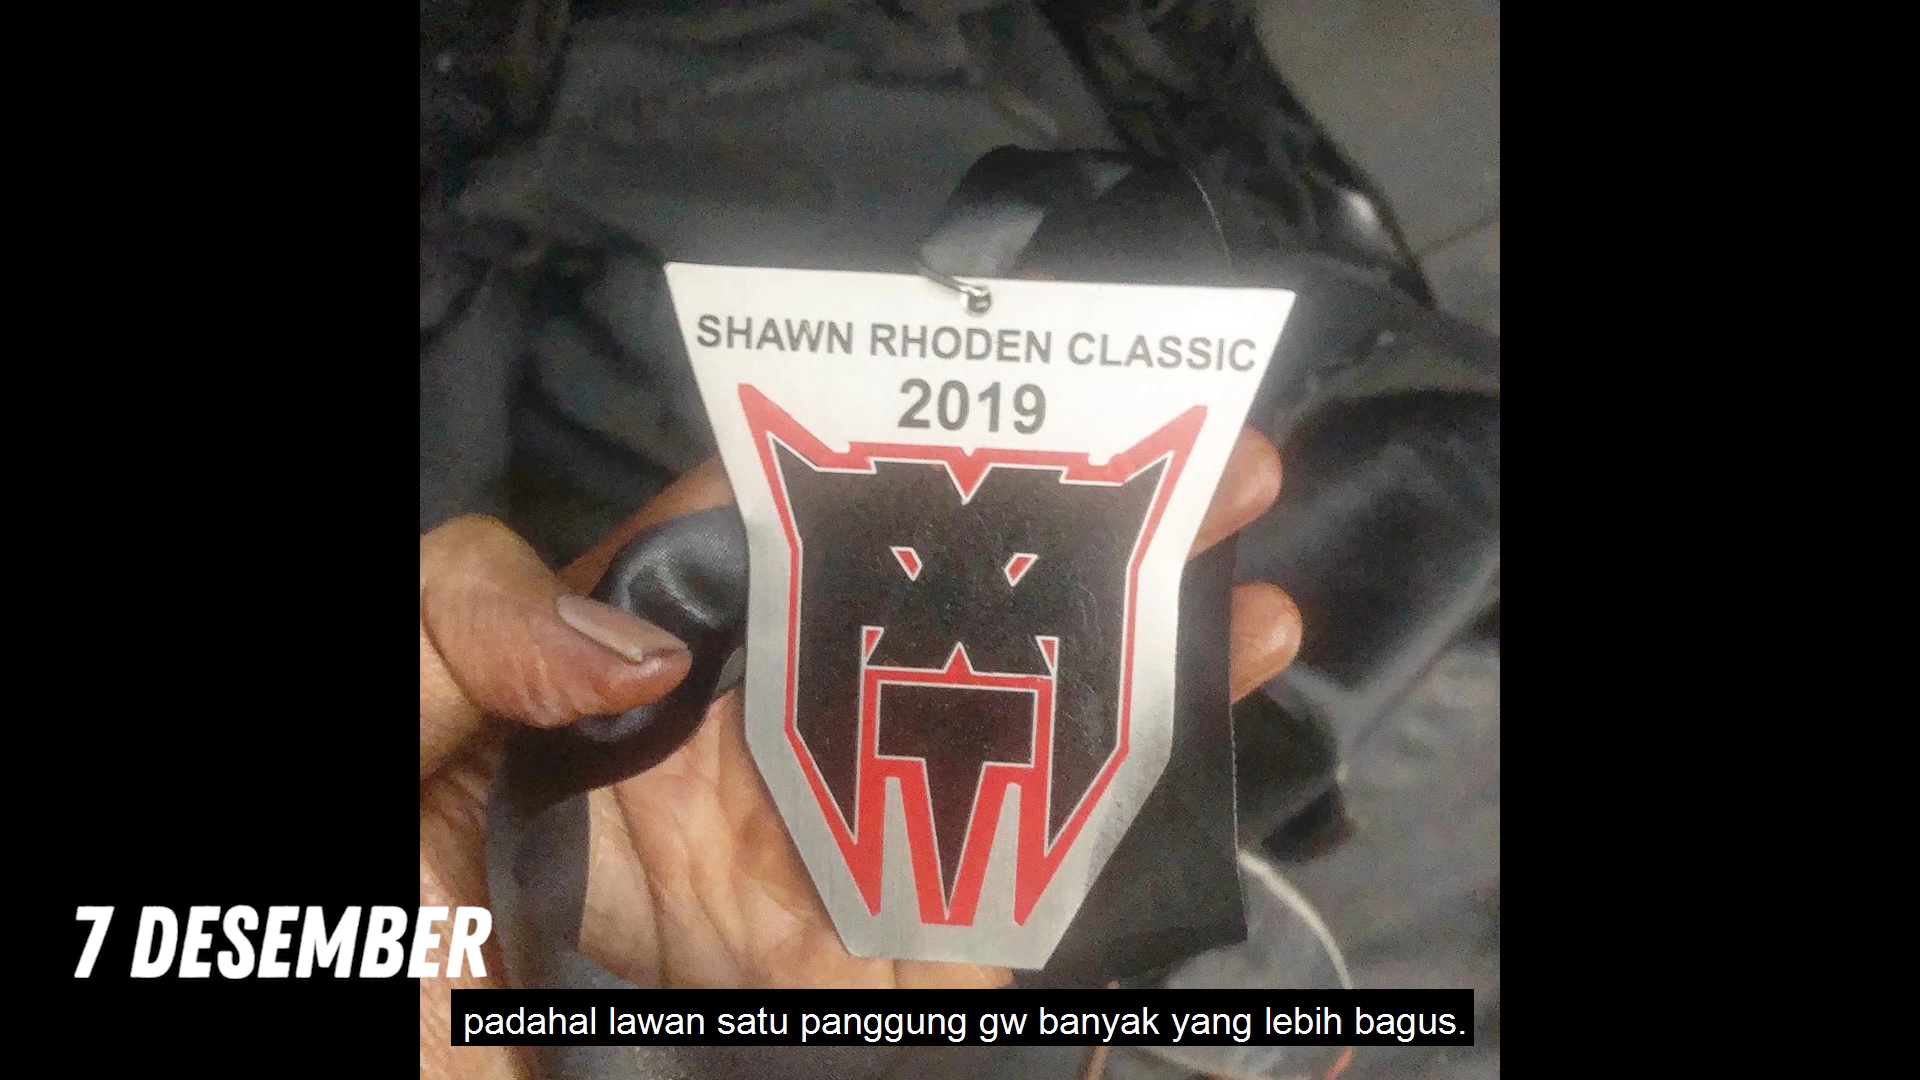 SHAWN RHODEN CLASSIC
2019
7 DESEMBER
padahal lawan satu panggung gw banyak yang lebih bagus.